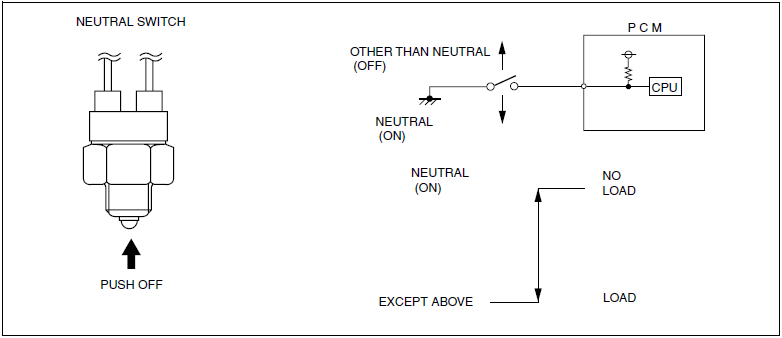 NEUTRAL SWITCH
PUSH OFF
P C M
OTHER THAN NEUTRAL
(OFF)
CPU
NEUTRAL
(ON)
NEUTRAL
(ON)
NO
LOAD
EXCEPT ABOVE
LOAD